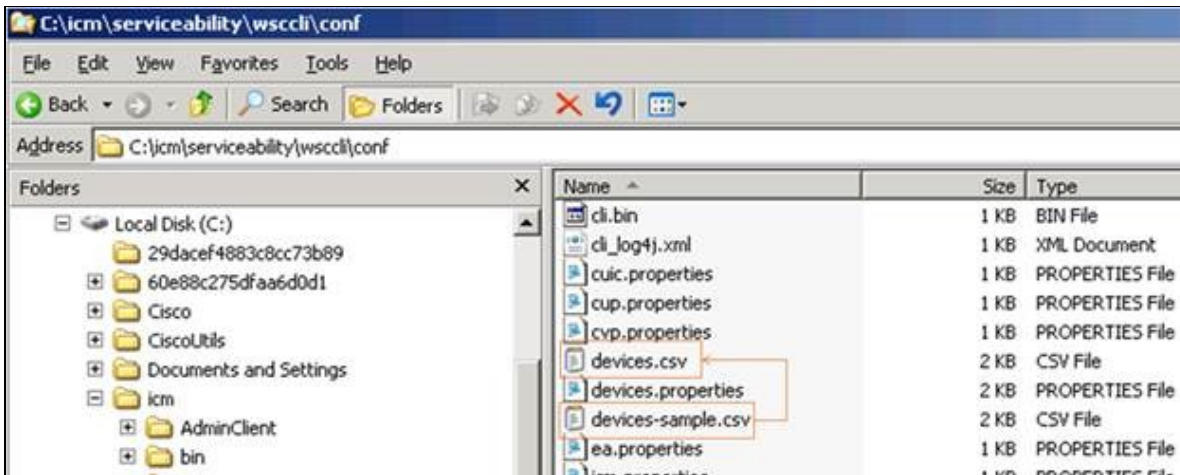 C:\icm\serviceability\wsccli\conf
File Edit View Favorites Tools Help
Back Search Folders
Address C:\icm\serviceability\wsccli\conf
Folders x Name Size Type
Local Disk (C:)
29dacef4883c8cc73b89
60e88c275dfaa6d0d1
Cisco
CiscoUtils
Documents and Settings
icm
AdminClient
bin
cli.bin 1 KB BIN File
cli_log4j.xml 1 KB XML Document
cuic.properties 1 KB PROPERTIES File
cup.properties 1 KB PROPERTIES File
cvp.properties 1 KB PROPERTIES File
devices.csv 2 KB CSV File
devices.properties 2 KB PROPERTIES File
devices-sample.csv 2 KB CSV File
ea.properties 1 KB PROPERTIES File